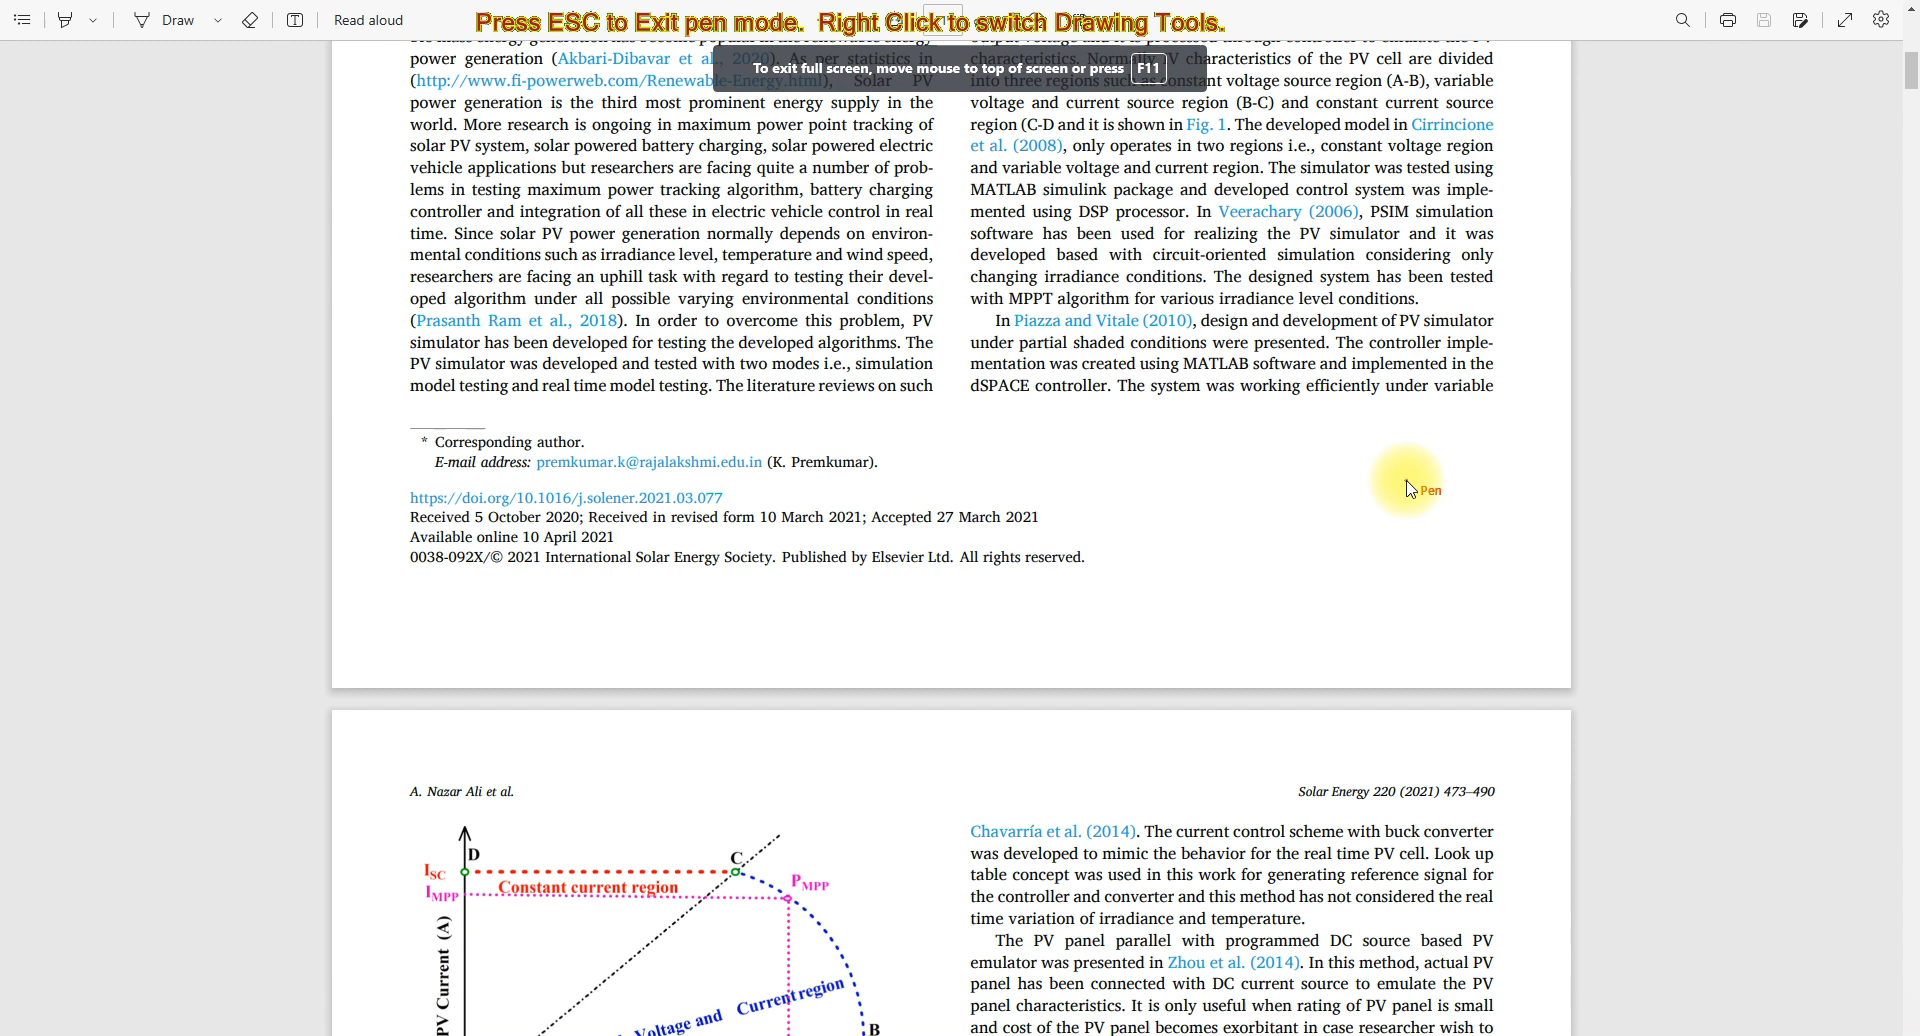 Draw
Read aloud
Press ESC to Exit pen mode. Right Click to switch Drawing Tools.
To exit full screen, move mouse to top of screen or press F11
power generation (Akbari-Dibavar et al., 2020). As per statistics in
(http://www.fi-powerweb.com/Renewable-Energy.html), Solar PV
power generation is the third most prominent energy supply in the
world. More research is ongoing in maximum power point tracking of
solar PV system, solar powered battery charging, solar powered electric
vehicle applications but researchers are facing quite a number of prob-
lems in testing maximum power tracking algorithm, battery charging
controller and integration of all these in electric vehicle control in real
time. Since solar PV power generation normally depends on environ-
mental conditions such as irradiance level, temperature and wind speed,
researchers are facing an uphill task with regard to testing their devel-
oped algorithm under all possible varying environmental conditions
(Prasanth Ram et al., 2018). In order to overcome this problem, PV
simulator has been developed for testing the developed algorithms. The
PV simulator was developed and tested with two modes i.e., simulation
model testing and real time model testing. The literature reviews on such
characteristics. Normally IV characteristics of the PV cell are divided
into three regions such as constant voltage source region (A-B), variable
voltage and current source region (B-C) and constant current source
region (C-D and it is shown in Fig. 1. The developed model in Cirrincione
et al. (2008), only operates in two regions i.e., constant voltage region
and variable voltage and current region. The simulator was tested using
MATLAB simulink package and developed control system was imple-
mented using DSP processor. In Veerachary (2006), PSIM simulation
software has been used for realizing the PV simulator and it was
developed based with circuit-oriented simulation considering only
changing irradiance conditions. The designed system has been tested
with MPPT algorithm for various irradiance level conditions.
In Piazza and Vitale (2010), design and development of PV simulator
under partial shaded conditions were presented. The controller imple-
mentation was created using MATLAB software and implemented in the
dSPACE controller. The system was working efficiently under variable
* Corresponding author.
E-mail address: premkumar.k@rajalakshmi.edu.in (K. Premkumar).
Pen
https://doi.org/10.1016/j.solener.2021.03.077
Received 5 October 2020; Received in revised form 10 March 2021; Accepted 27 March 2021
Available online 10 April 2021
0038-092X/© 2021 International Solar Energy Society. Published by Elsevier Ltd. All rights reserved.
A. Nazar Ali et al.
Solar Energy 220 (2021) 473–490
D
C
ISC
Constant current region
PMPP
IMPP
PV Current (A)
Voltage and Current region
B
Chavarría et al. (2014). The current control scheme with buck converter
was developed to mimic the behavior for the real time PV cell. Look up
table concept was used in this work for generating reference signal for
the controller and converter and this method has not considered the real
time variation of irradiance and temperature.
The PV panel parallel with programmed DC source based PV
emulator was presented in Zhou et al. (2014). In this method, actual PV
panel has been connected with DC current source to emulate the PV
panel characteristics. It is only useful when rating of PV panel is small
and cost of the PV panel becomes exorbitant in case researcher wish to